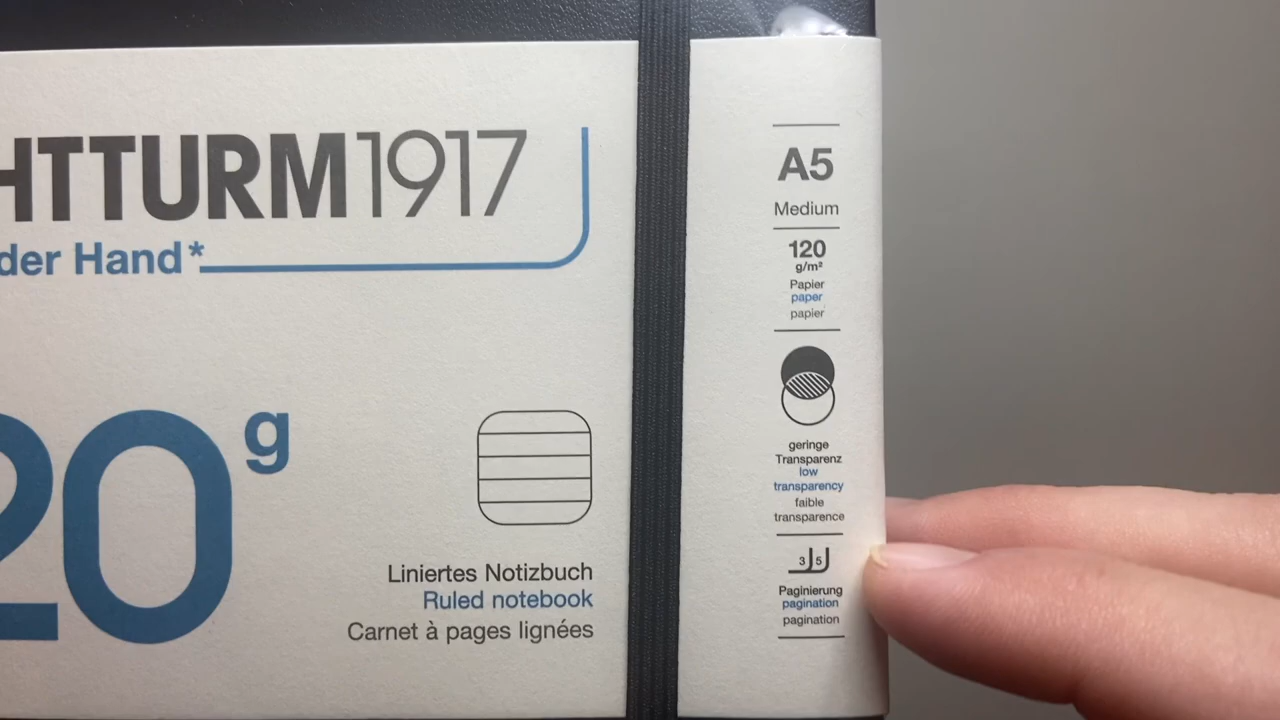 HTTURM1917
der Hand*
20g
Liniertes Notizbuch
Ruled notebook
Carnet à pages lignées
A5
Medium
120
g/m²
Papier
paper
papier
geringe
Transparenz
low
transparency
faible
transparence
3 5
Paginierung
pagination
pagination